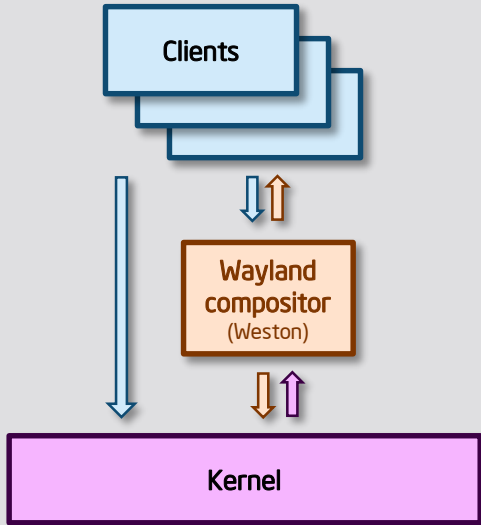 Clients
Wayland
compositor
(Weston)
Kernel